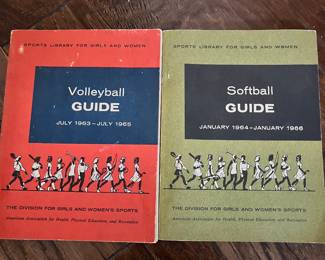 SPORTS LIBRARY FOR GIRLS AND WOMEN
Volleyball
GUIDE
JULY 1963 – JULY 1965
THE DIVISION FOR GIRLS AND WOMEN'S SPORTS
American Association for Health, Physical Education, and Recreation
SPORTS LIBRARY FOR GIRLS AND WOMEN
Softball
GUIDE
JANUARY 1964 – JANUARY 1966
THE DIVISION FOR GIRLS AND WOMEN'S SPORTS
American Association for Health, Physical Education, and Recreation